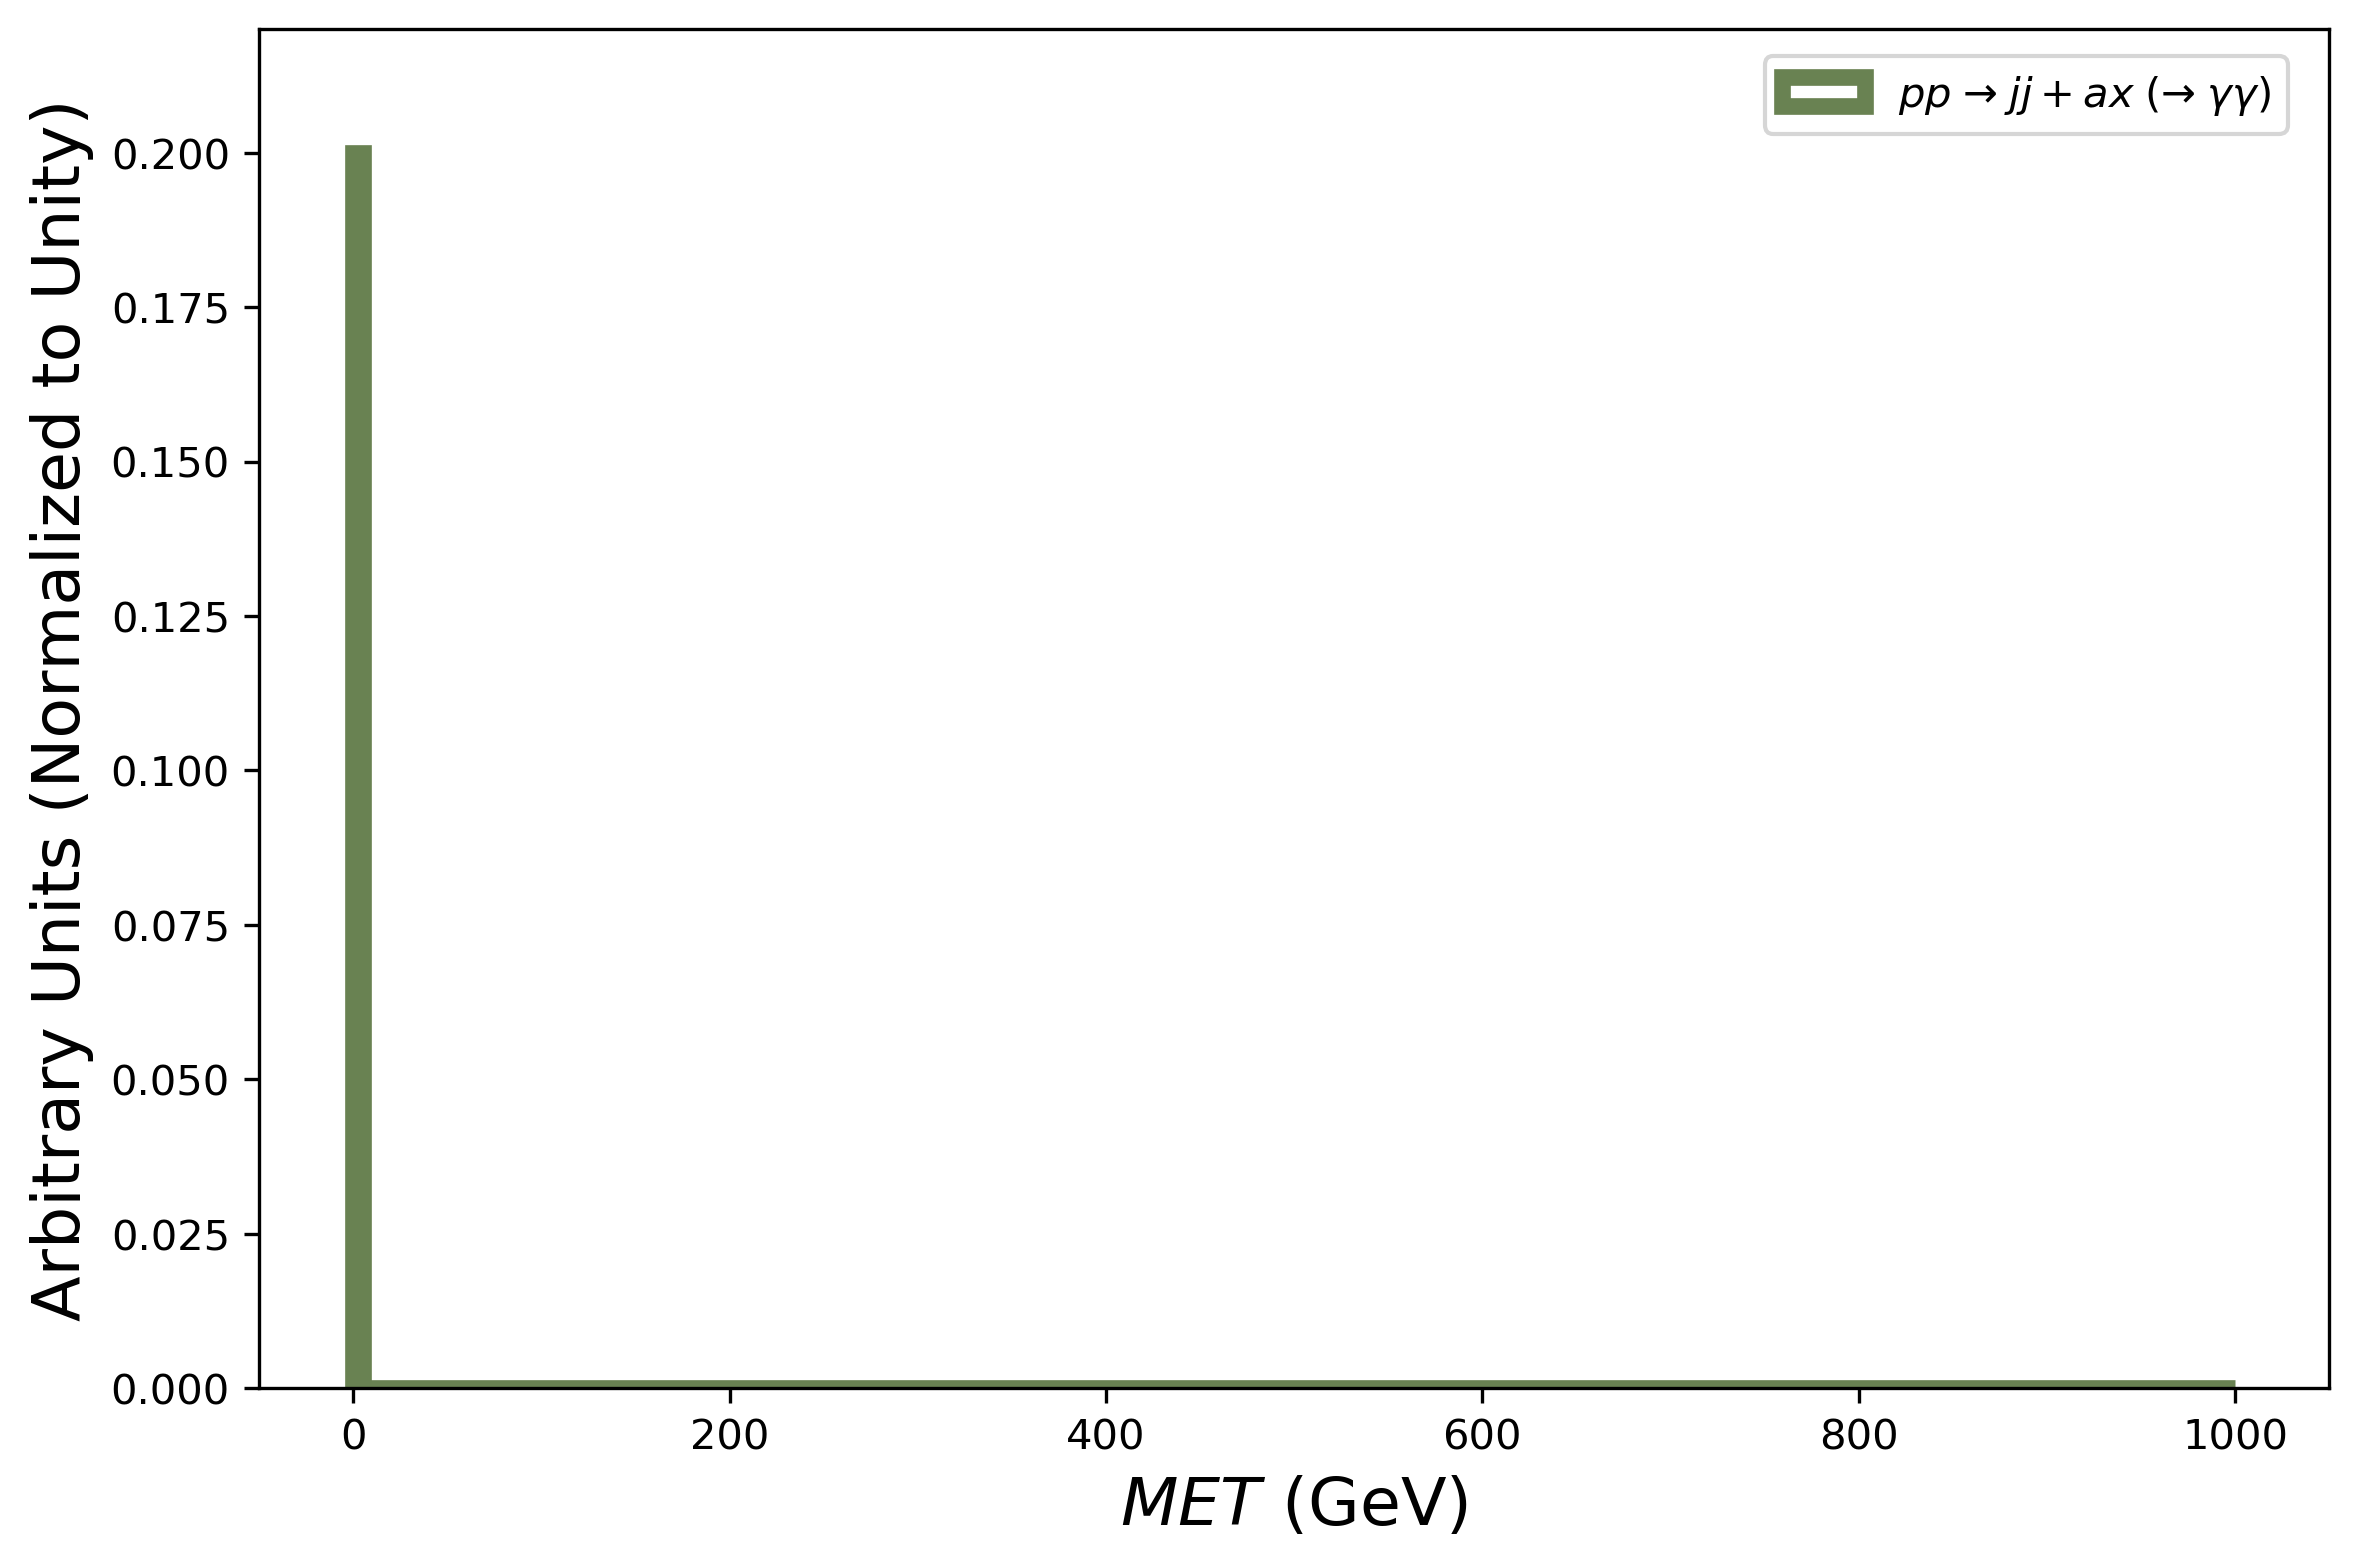 pp → jj + ax (→ γγ)
Arbitrary Units (Normalized to Unity)
0.200
0.175
0.150
0.125
0.100
0.075
0.050
0.025
0.000
0 200 400 600 800 1000
MET (GeV)